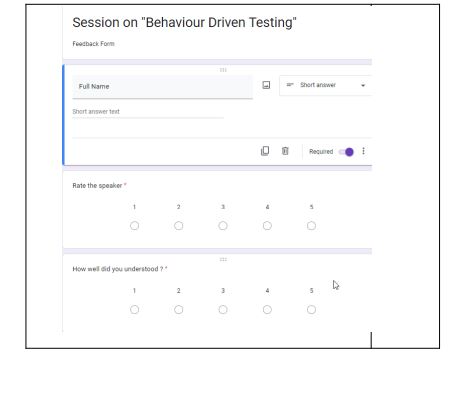 Session on "Behaviour Driven Testing"
Feedback Form
Full Name
Short answer
Short answer text
Required
Rate the speaker *
1 2 3 4 5
How well did you understood ? *
1 2 3 4 5